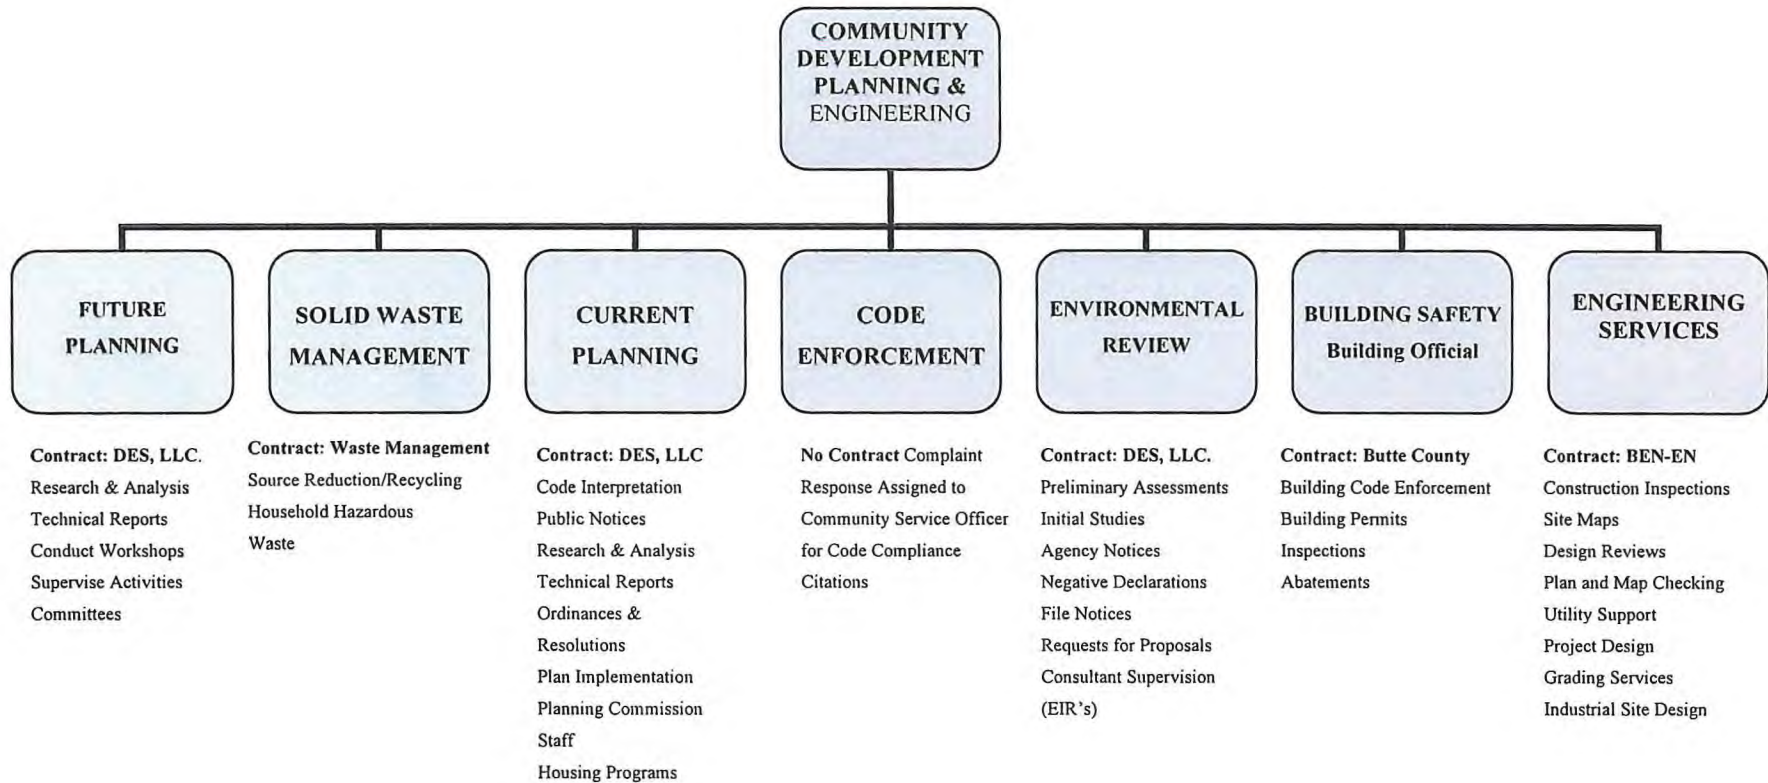 COMMUNITY
DEVELOPMENT
PLANNING &
ENGINEERING
FUTURE
PLANNING
SOLID WASTE
MANAGEMENT
CURRENT
PLANNING
CODE
ENFORCEMENT
ENVIRONMENTAL
REVIEW
BUILDING SAFETY
Building Official
ENGINEERING
SERVICES
Contract: DES, LLC.
Research & Analysis
Technical Reports
Conduct Workshops
Supervise Activities
Committees
Contract: Waste Management
Source Reduction/Recycling
Household Hazardous
Waste
Contract: DES, LLC
Code Interpretation
Public Notices
Research & Analysis
Technical Reports
Ordinances &
Resolutions
Plan Implementation
Planning Commission
Staff
Housing Programs
No Contract Complaint
Response Assigned to
Community Service Officer
for Code Compliance
Citations
Contract: DES, LLC.
Preliminary Assessments
Initial Studies
Agency Notices
Negative Declarations
File Notices
Requests for Proposals
Consultant Supervision
(EIR's)
Contract: Butte County
Building Code Enforcement
Building Permits
Inspections
Abatements
Contract: BEN-EN
Construction Inspections
Site Maps
Design Reviews
Plan and Map Checking
Utility Support
Project Design
Grading Services
Industrial Site Design